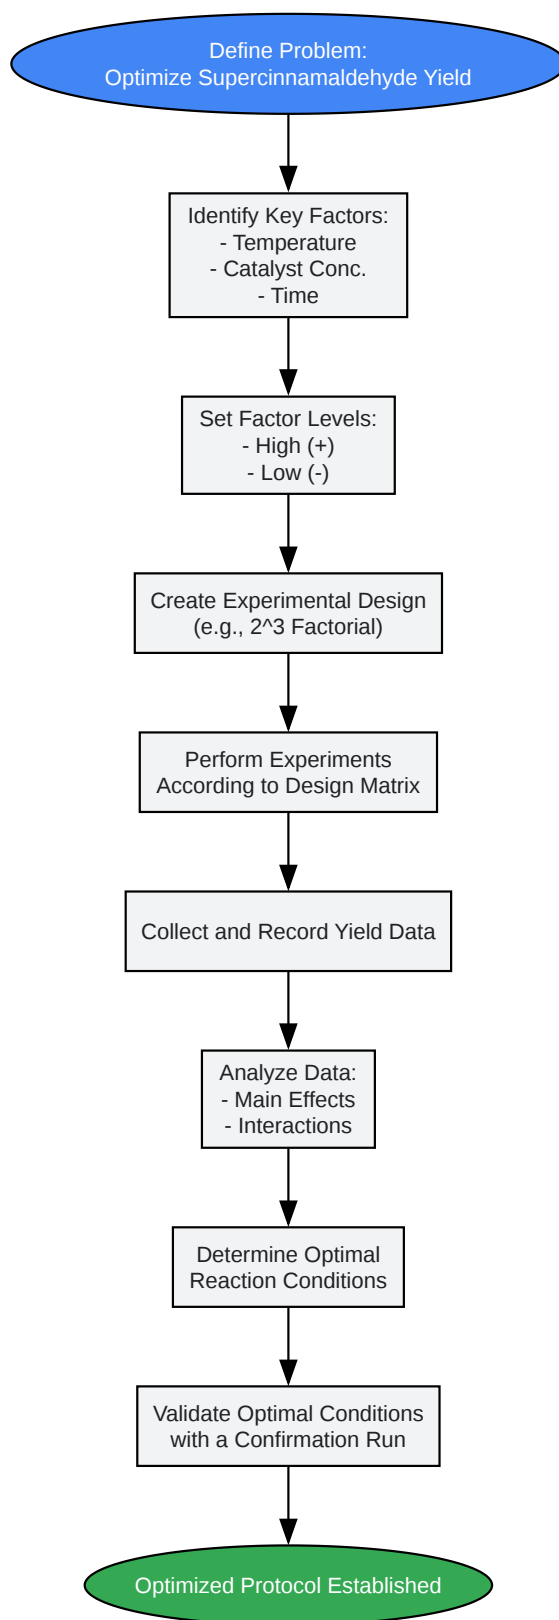 Define Problem:
Optimize Supercinnamaldehyde Yield
Identify Key Factors:
- Temperature
- Catalyst Conc.
- Time
Set Factor Levels:
- High (+)
- Low (-)
Create Experimental Design
(e.g., 2^3 Factorial)
Perform Experiments
According to Design Matrix
Collect and Record Yield Data
Analyze Data:
- Main Effects
- Interactions
Determine Optimal
Reaction Conditions
Validate Optimal Conditions
with a Confirmation Run
Optimized Protocol Established